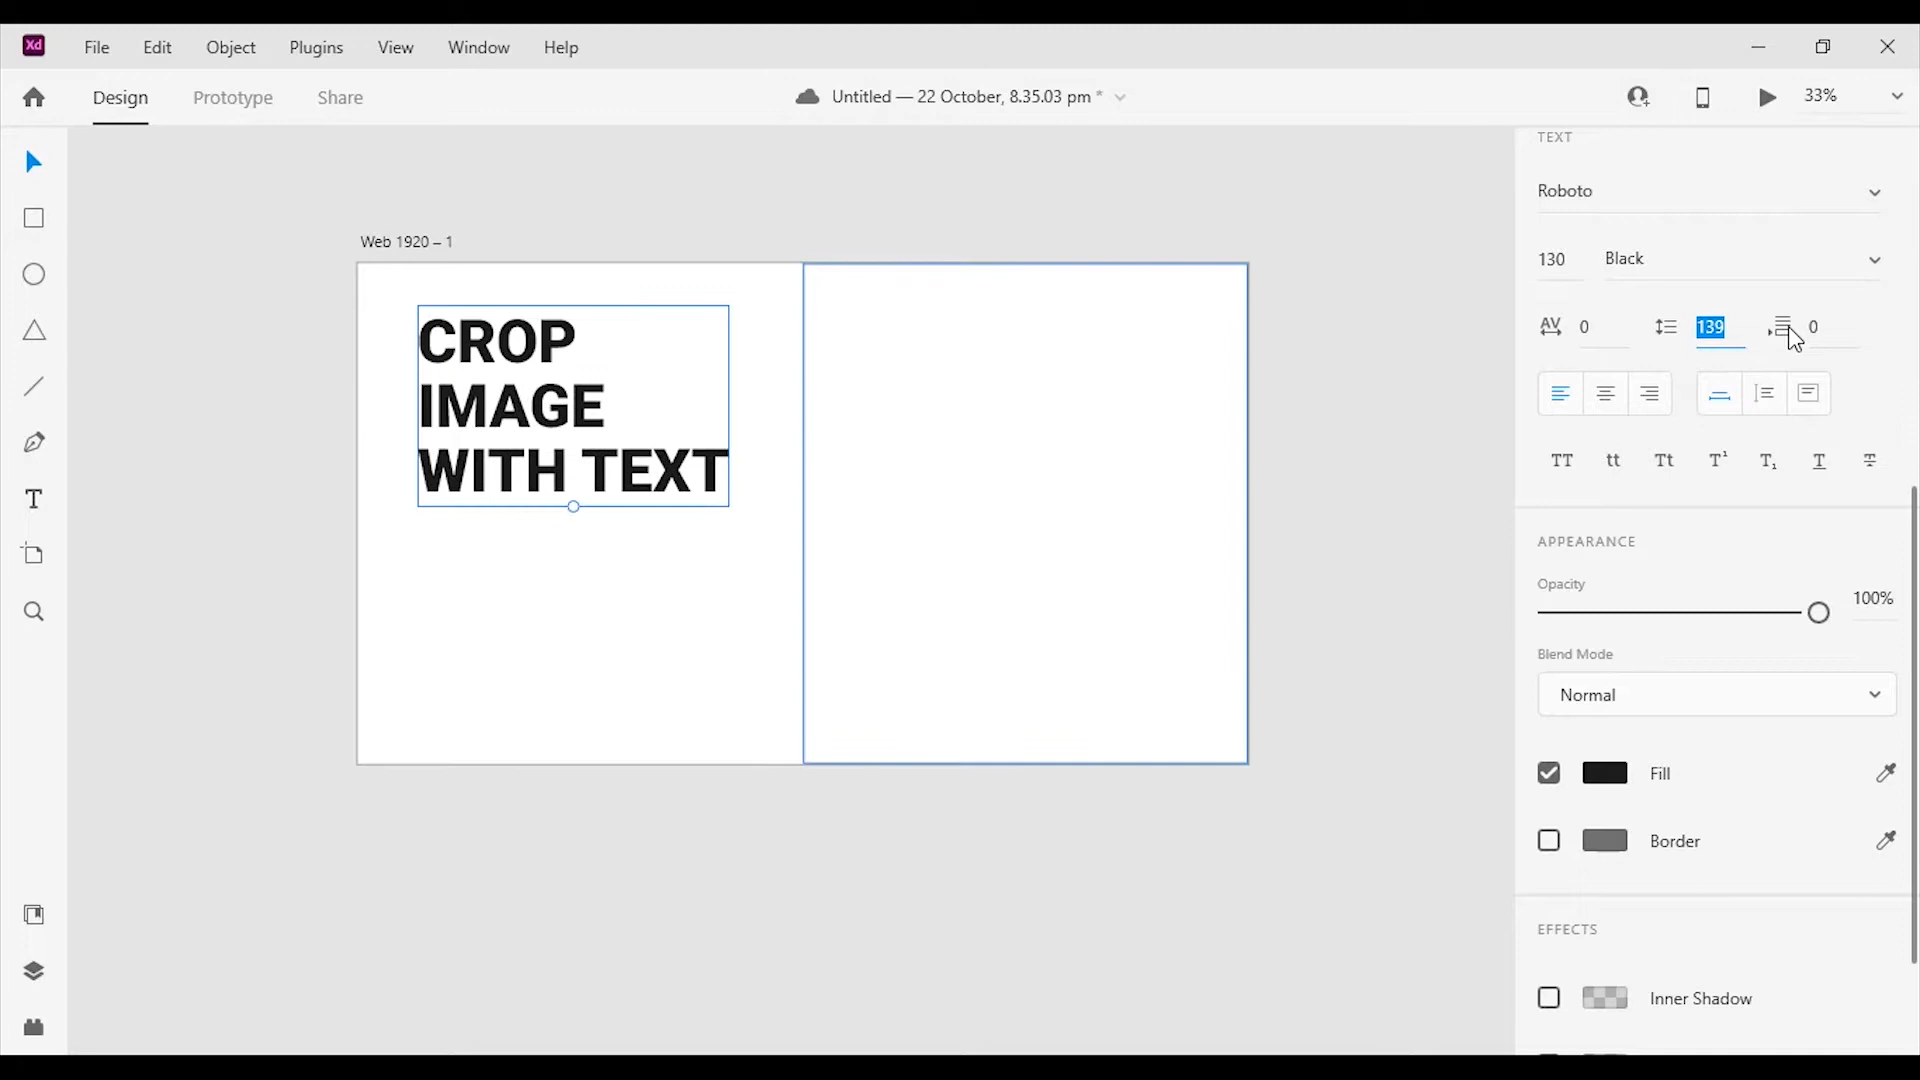 Xd File Edit Object Plugins View Window Help
Design Prototype Share Untitled — 22 October, 8.35.03 pm * 33%
TEXT
Roboto
130 Black
AV 0 139 0
TT tt Tt T¹ T₁ T T
APPEARANCE
Opacity
100%
Blend Mode
Normal
Fill
Border
EFFECTS
Inner Shadow
T
Web 1920 – 1
CROP
IMAGE
WITH TEXT